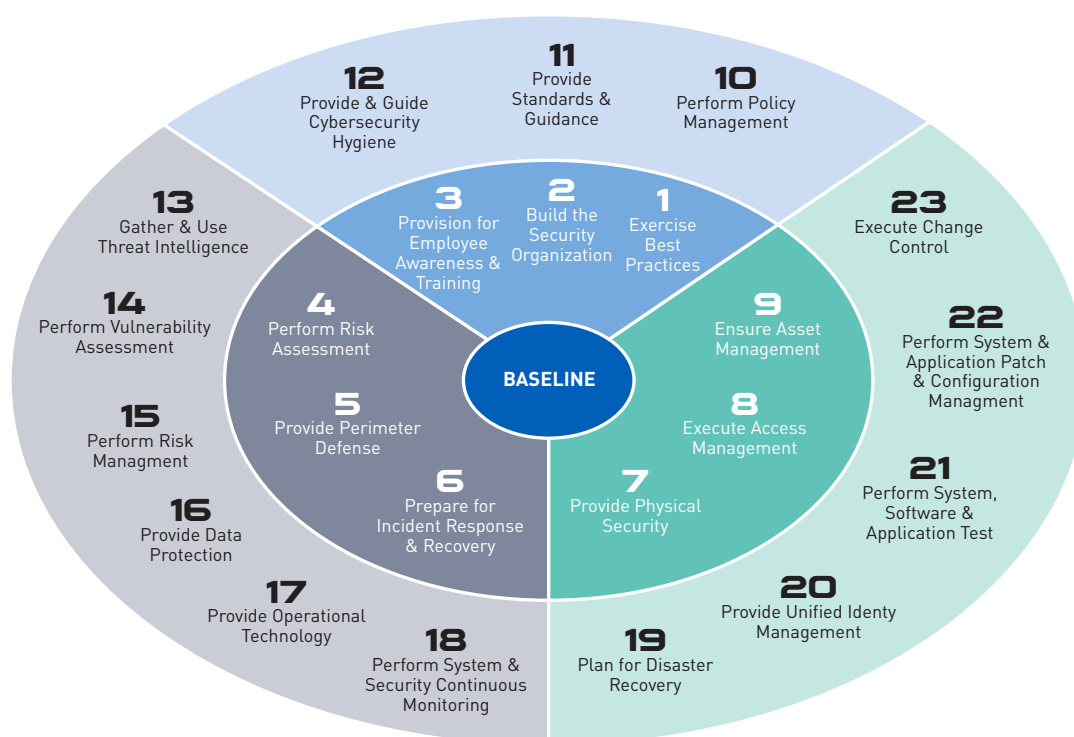 12
Provide & Guide
Cybersecurity
Hygiene
11
Provide
Standards &
Guidance
10
Perform Policy
Management
3
Provision for
Employee
Awareness &
Training
2
Build the
Security
Organization
1
Exercise
Best
Practices
13
Gather & Use
Threat Intelligence
14
Perform Vulnerability
Assessment
15
Perform Risk
Managment
16
Provide Data
Protection
17
Provide Operational
Technology
18
Perform System &
Security Continuous
Monitoring
4
Perform Risk
Assessment
5
Provide Perimeter
Defense
6
Prepare for
Incident Response
& Recovery
BASELINE
9
Ensure Asset
Management
8
Execute Access
Management
7
Provide Physical
Security
23
Execute Change
Control
22
Perform System &
Application Patch
& Configuration
Managment
21
Perform System,
Software &
Application Test
20
Provide Unified Identy
Management
19
Plan for Disaster
Recovery